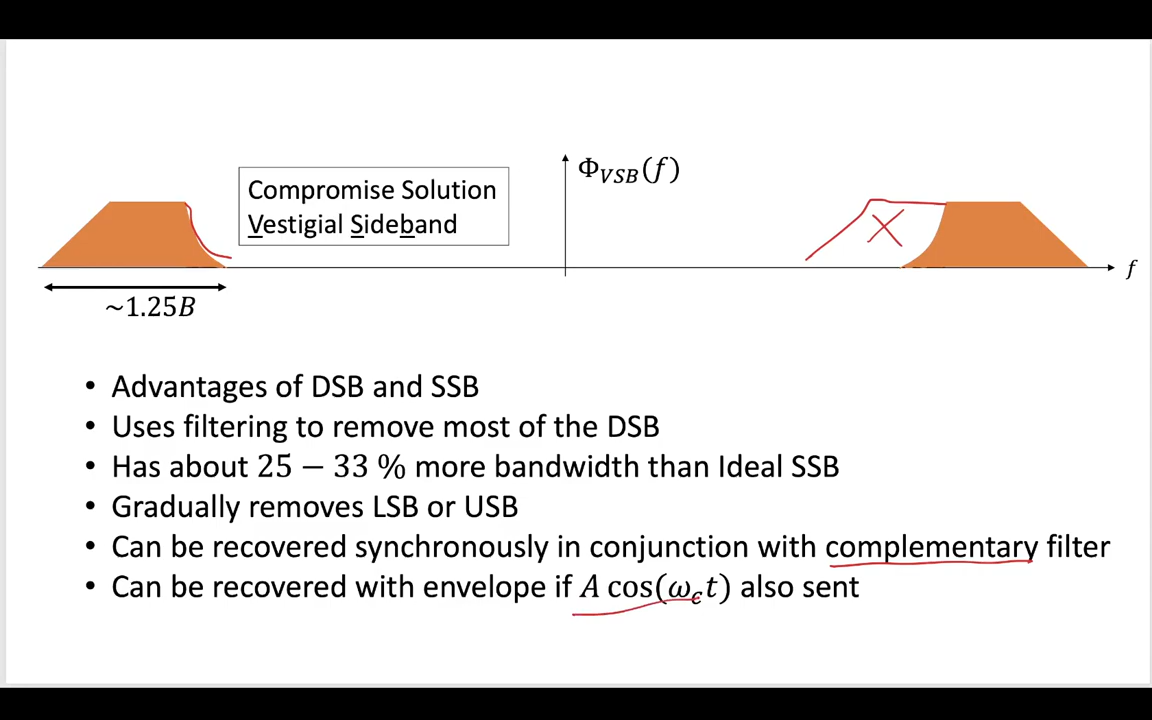 Φ_VSB(f)
Compromise Solution
Vestigial Sideband
f
~1.25B
• Advantages of DSB and SSB
• Uses filtering to remove most of the DSB
• Has about 25 − 33 % more bandwidth than Ideal SSB
• Gradually removes LSB or USB
• Can be recovered synchronously in conjunction with complementary filter
• Can be recovered with envelope if A cos(ω_c t) also sent